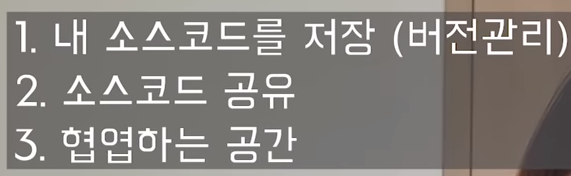 1. 내 소스코드를 저장 (버전관리)
2. 소스코드 공유
3. 협엽하는 공간